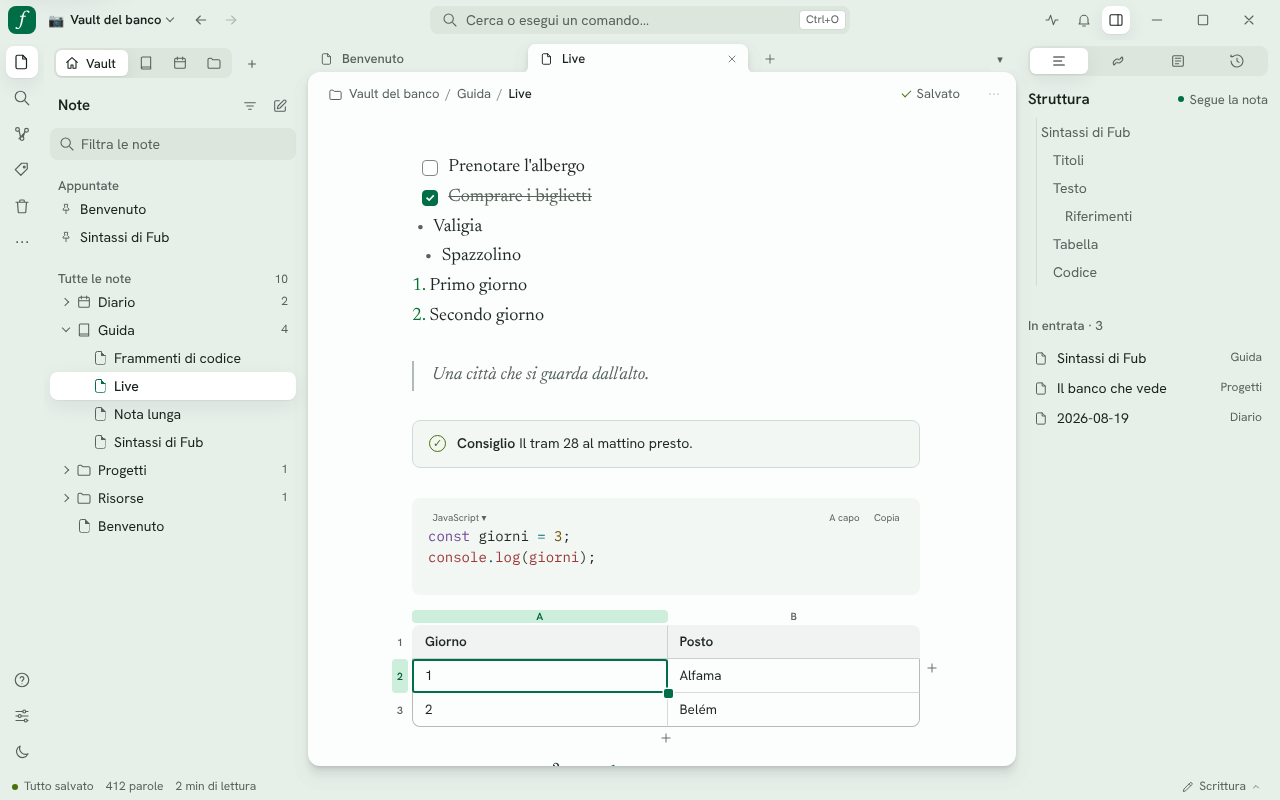 Vault del banco
Cerca o esegui un comando…
Ctrl+O
Vault
Note
Filtra le note
Appuntate
Benvenuto
Sintassi di Fub
Tutte le note
10
Diario
2
Guida
4
Frammenti di codice
Live
Nota lunga
Sintassi di Fub
Progetti
1
Risorse
1
Benvenuto
Tutto salvato
412 parole
2 min di lettura
Benvenuto
Live
Vault del banco / Guida / Live
Salvato
Prenotare l'albergo
Comprare i biglietti
Valigia
Spazzolino
1. Primo giorno
2. Secondo giorno
Una città che si guarda dall'alto.
Consiglio Il tram 28 al mattino presto.
JavaScript
A capo
Copia
const giorni = 3;
console.log(giorni);
A
B
1
Giorno
Posto
2
1
Alfama
3
2
Belém
Struttura
Segue la nota
Sintassi di Fub
Titoli
Testo
Riferimenti
Tabella
Codice
In entrata · 3
Sintassi di Fub
Guida
Il banco che vede
Progetti
2026-08-19
Diario
Scrittura